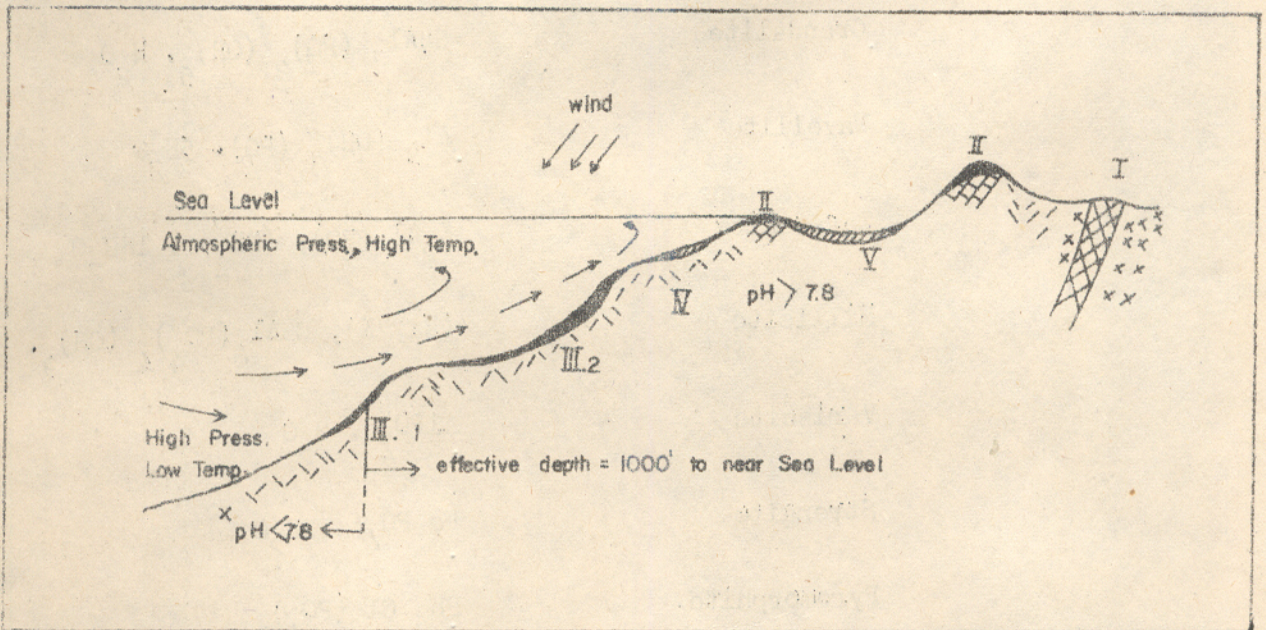 wind
II
I
Sea Level
II
Atmospheric Press., High Temp.
V
IV
pH > 7.8
III.2
III. 1
High Press.
Low Temp.
effective depth = 1000' to near Sea Level
pH < 7.8